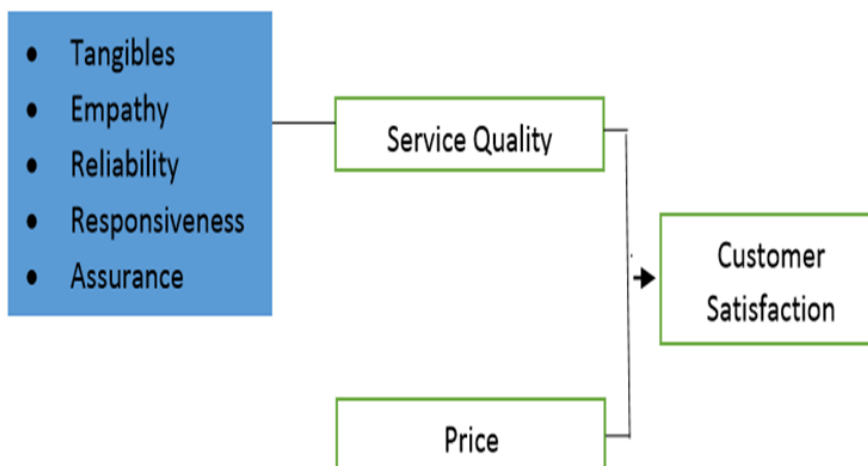 • Tangibles
• Empathy
• Reliability
• Responsiveness
• Assurance
Service Quality
Customer
Satisfaction
Price